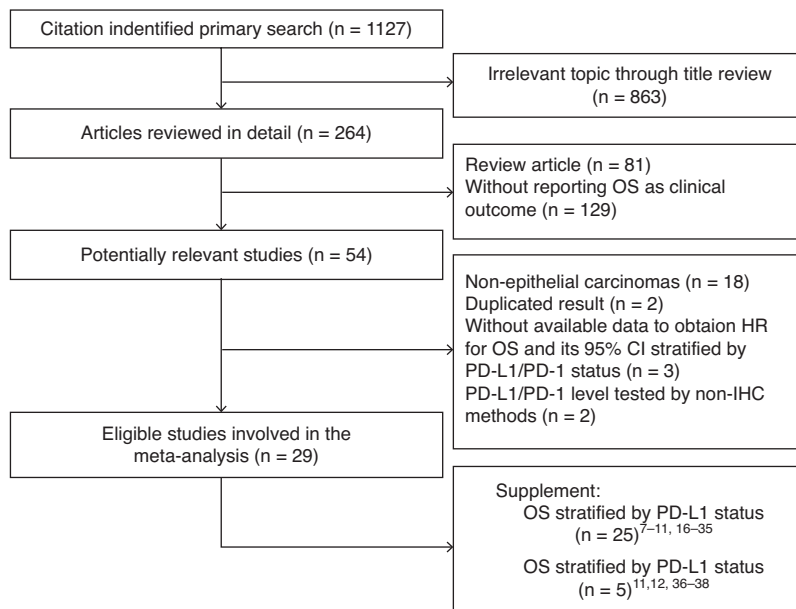 Citation indentified primary search (n = 1127)
Irrelevant topic through title review
(n = 863)
Articles reviewed in detail (n = 264)
Review article (n = 81)
Without reporting OS as clinical
outcome (n = 129)
Potentially relevant studies (n = 54)
Non-epithelial carcinomas (n = 18)
Duplicated result (n = 2)
Without available data to obtaion HR
for OS and its 95% CI stratified by
PD-L1/PD-1 status (n = 3)
PD-L1/PD-1 level tested by non-IHC
methods (n = 2)
Eligible studies involved in the
meta-analysis (n = 29)
Supplement:
OS stratified by PD-L1 status
(n = 25)7–11, 16–35
OS stratified by PD-L1 status
(n = 5)11,12, 36–38